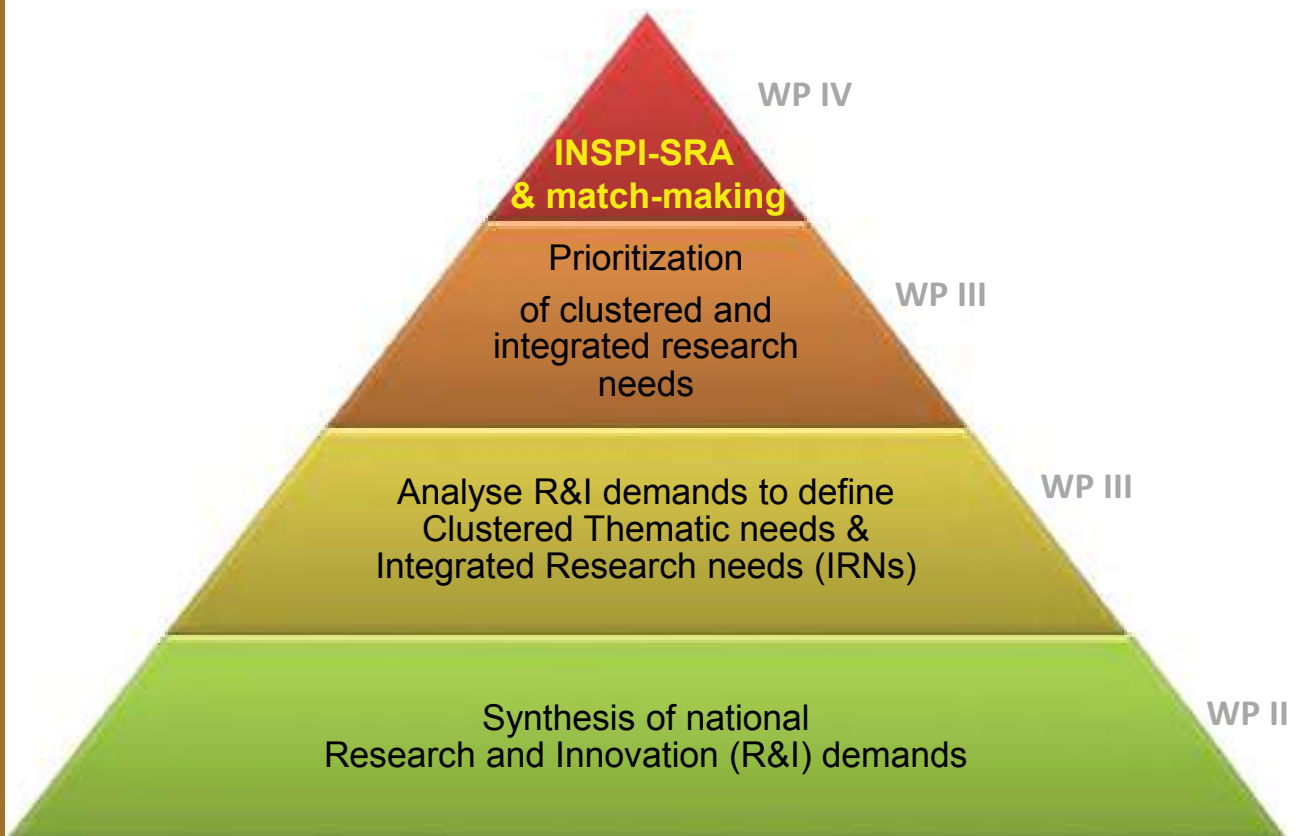 WP IV
INSPI-SRA
& match-making
Prioritization
of clustered and
integrated research
needs
WP III
Analyse R&I demands to define
Clustered Thematic needs &
Integrated Research needs (IRNs)
WP III
Synthesis of national
Research and Innovation (R&I) demands
WP II